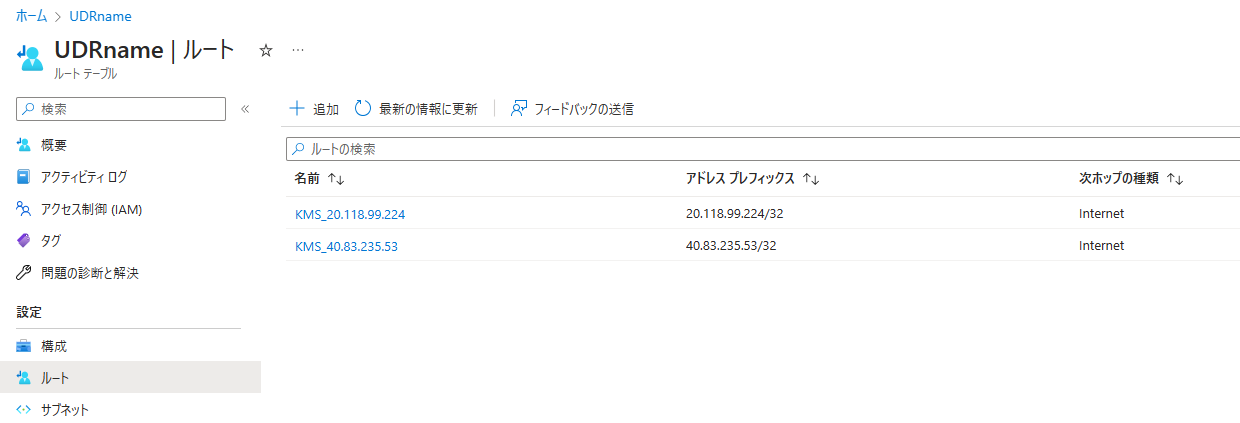 ホーム > UDRname
UDRname | ルート ☆ …
ルート テーブル
検索 «
＋ 追加 最新の情報に更新 フィードバックの送信
概要
アクティビティ ログ
アクセス制御 (IAM)
タグ
問題の診断と解決
設定
構成
ルート
サブネット
ルートの検索
名前 ↑↓ アドレス プレフィックス ↑↓ 次ホップの種類 ↑↓
KMS_20.118.99.224 20.118.99.224/32 Internet
KMS_40.83.235.53 40.83.235.53/32 Internet